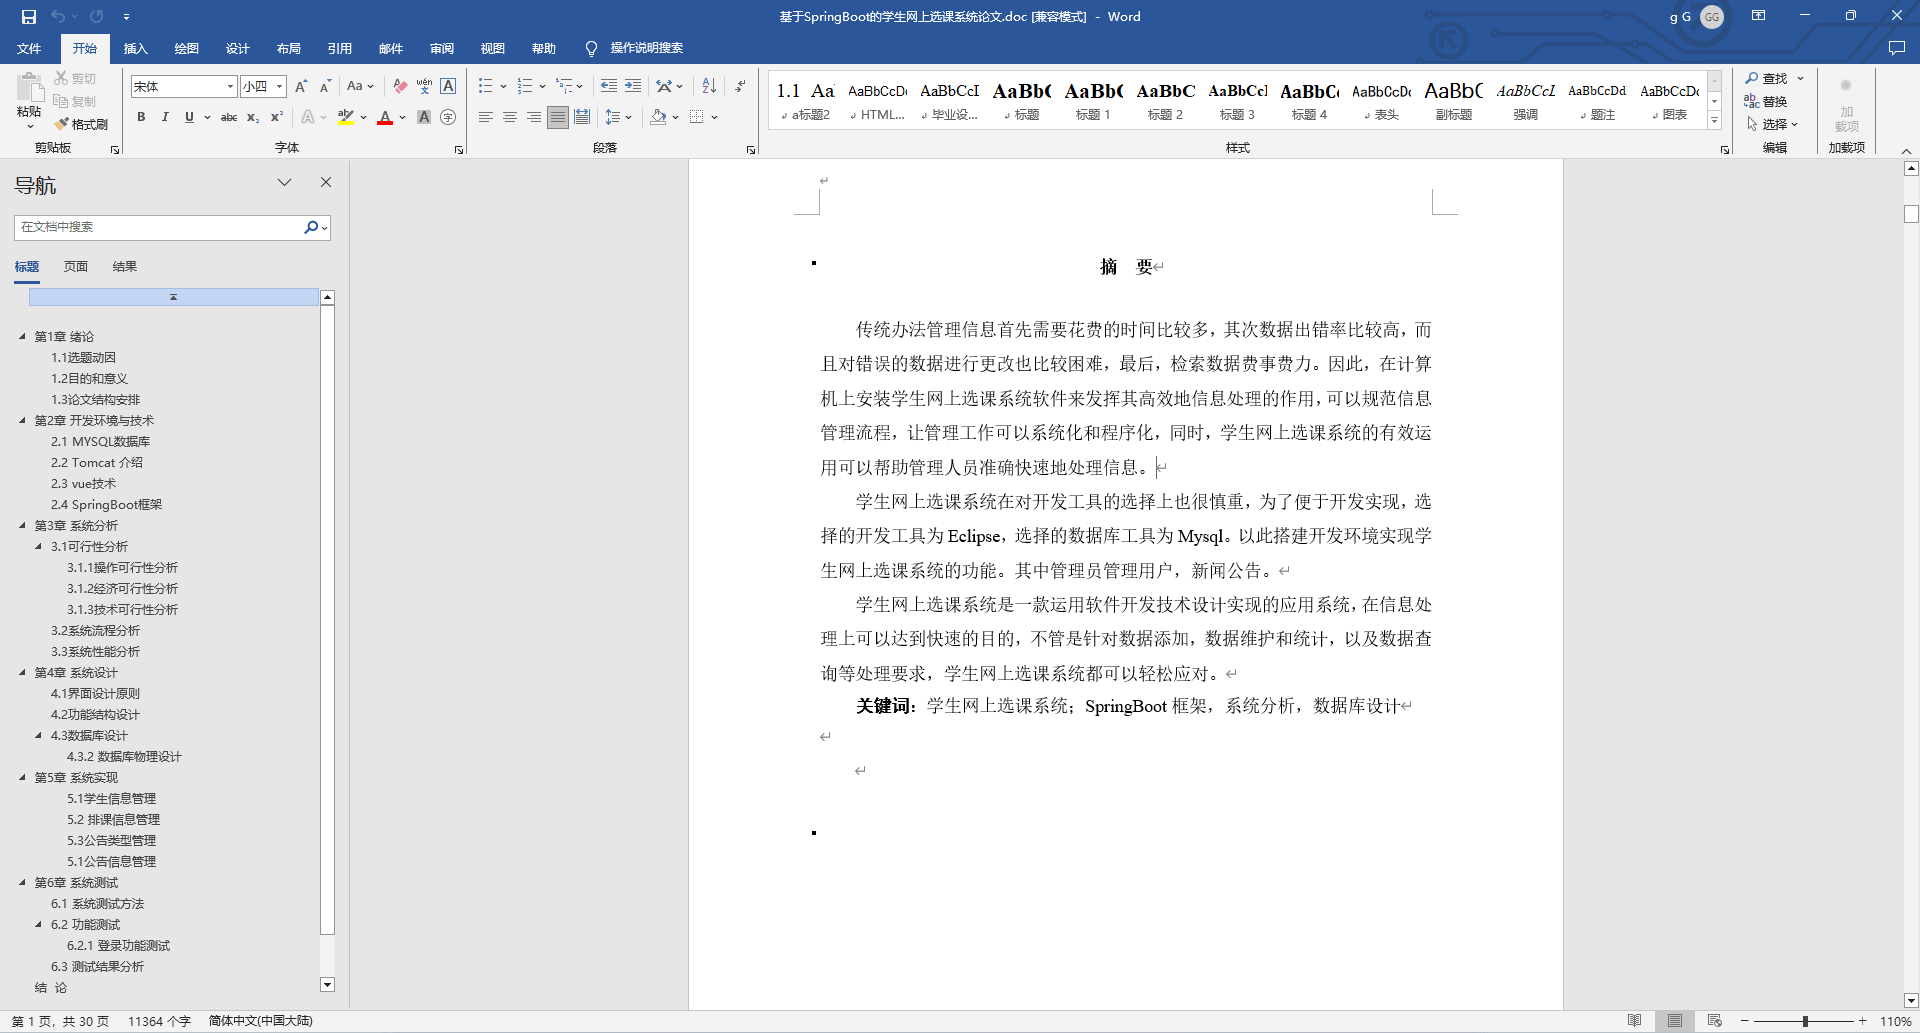 基于SpringBoot的学生网上选课系统论文.doc [兼容模式] - Word
g G
GG
文件 开始 插入 绘图 设计 布局 引用 邮件 审阅 视图 帮助 操作说明搜索
粘贴
剪切
复制
格式刷
剪贴板
宋体 小四
字体
段落
1.1 Aa AaBbCcDc AaBbCcI AaBb( AaBb( AaBbC AaBbCcI AaBbC AaBbCcDc AaBbC AaBbCcL AaBbCcDd AaBbCcDc
a标题2 HTML... 毕业设... 标题 标题 1 标题 2 标题 3 标题 4 表头 副标题 强调 题注 图表
样式
查找
替换
选择
编辑
加载项
加载项
导航
在文档中搜索
标题 页面 结果
第1章 绪论
1.1选题动因
1.2目的和意义
1.3论文结构安排
第2章 开发环境与技术
2.1 MYSQL数据库
2.2 Tomcat 介绍
2.3 vue技术
2.4 SpringBoot框架
第3章 系统分析
3.1可行性分析
3.1.1操作可行性分析
3.1.2经济可行性分析
3.1.3技术可行性分析
3.2系统流程分析
3.3系统性能分析
第4章 系统设计
4.1界面设计原则
4.2功能结构设计
4.3数据库设计
4.3.2 数据库物理设计
第5章 系统实现
5.1学生信息管理
5.2 排课信息管理
5.3公告类型管理
5.1公告信息管理
第6章 系统测试
6.1 系统测试方法
6.2 功能测试
6.2.1 登录功能测试
6.3 测试结果分析
结 论
摘 要
传统办法管理信息首先需要花费的时间比较多，其次数据出错率比较高，而
且对错误的数据进行更改也比较困难，最后，检索数据费事费力。因此，在计算
机上安装学生网上选课系统软件来发挥其高效地信息处理的作用，可以规范信息
管理流程，让管理工作可以系统化和程序化，同时，学生网上选课系统的有效运
用可以帮助管理人员准确快速地处理信息。
学生网上选课系统在对开发工具的选择上也很慎重，为了便于开发实现，选
择的开发工具为 Eclipse，选择的数据库工具为 Mysql。以此搭建开发环境实现学
生网上选课系统的功能。其中管理员管理用户，新闻公告。
学生网上选课系统是一款运用软件开发技术设计实现的应用系统，在信息处
理上可以达到快速的目的，不管是针对数据添加，数据维护和统计，以及数据查
询等处理要求，学生网上选课系统都可以轻松应对。
关键词：学生网上选课系统；SpringBoot 框架，系统分析，数据库设计
第 1 页，共 30 页 11364 个字 简体中文(中国大陆)
110%